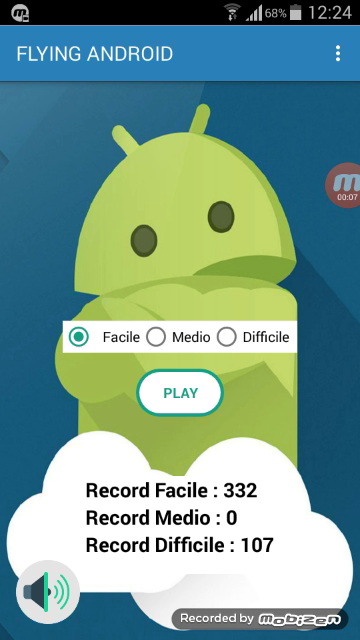 68% 12:24
FLYING ANDROID
00:07
Facile Medio Difficile
PLAY
Record Facile : 332
Record Medio : 0
Record Difficile : 107
Recorded by mobizen